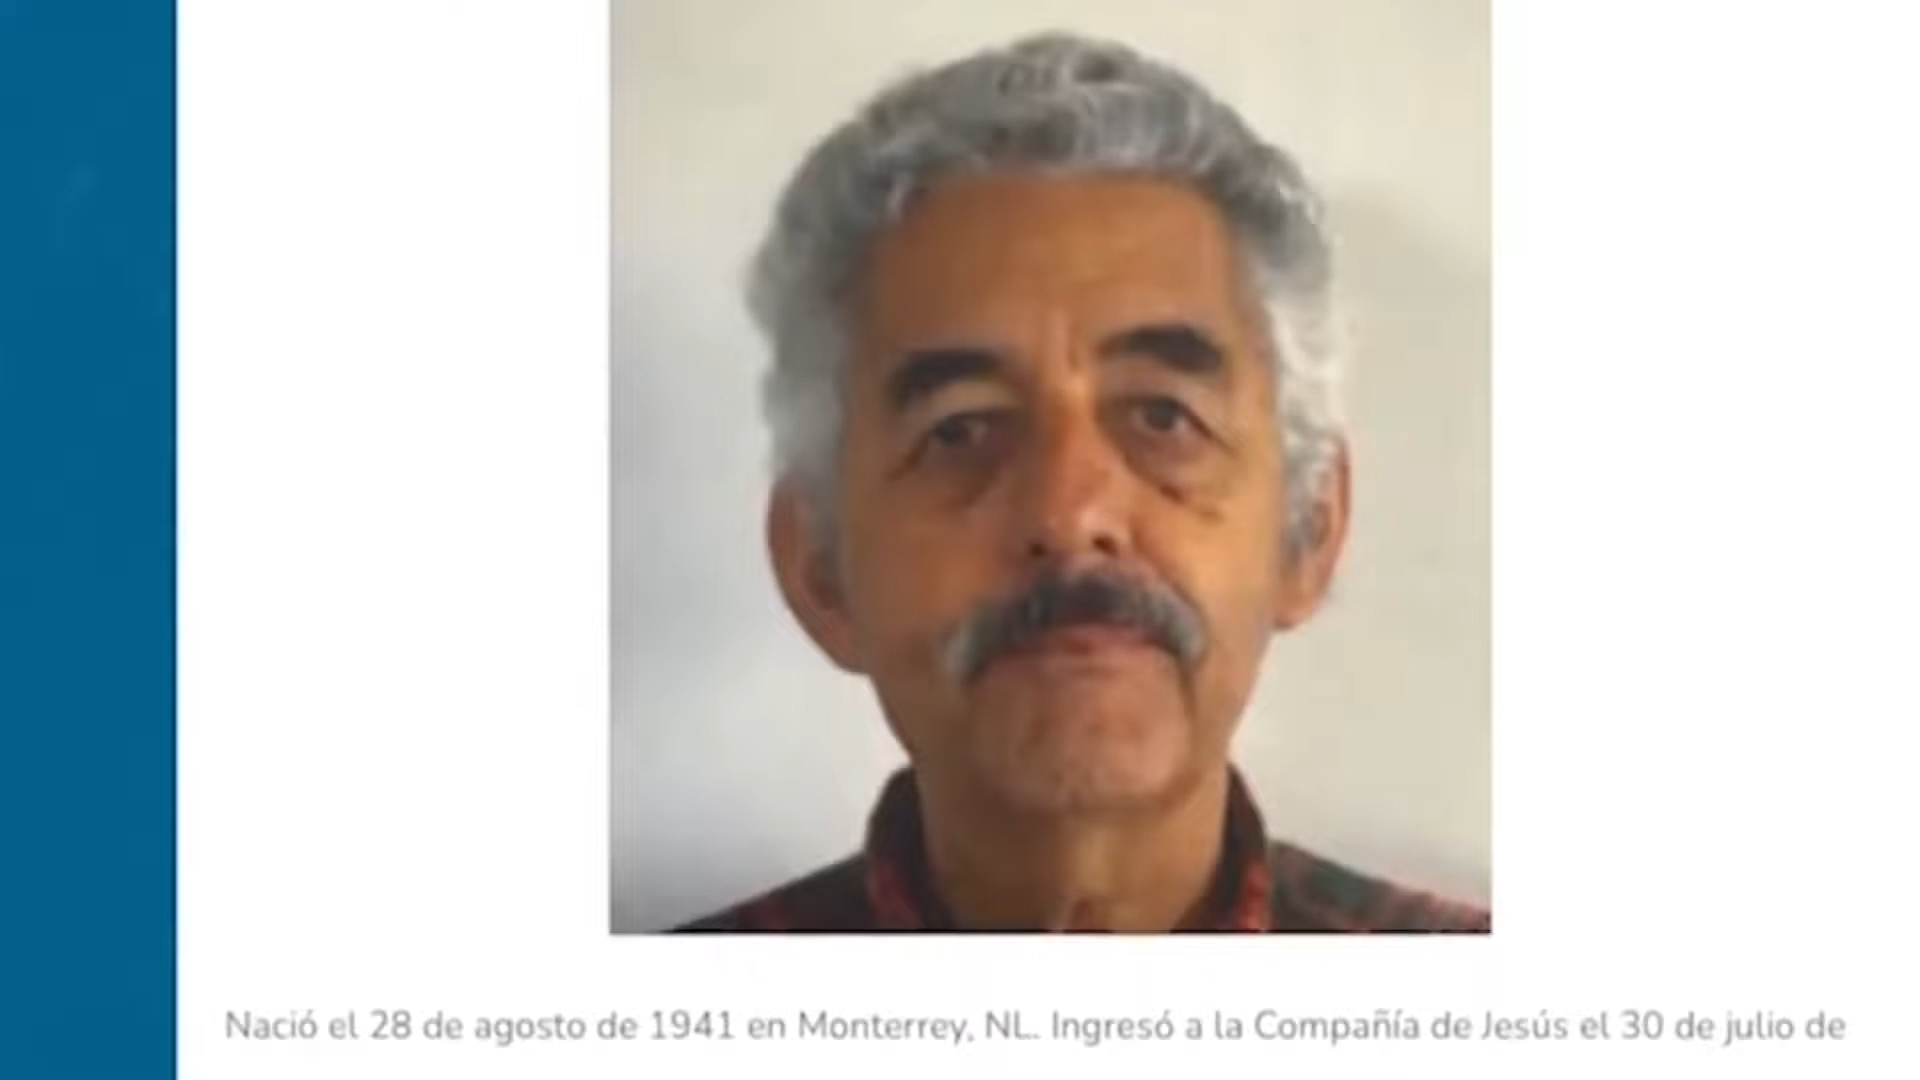 Nació el 28 de agosto de 1941 en Monterrey, NL. Ingresó a la Compañía de Jesús el 30 de julio de